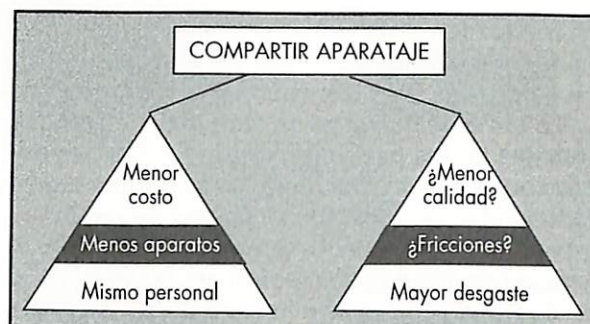 COMPARTIR APARATAJE
Menor
costo
Menos aparatos
Mismo personal
¿Menor
calidad?
¿Fricciones?
Mayor desgaste